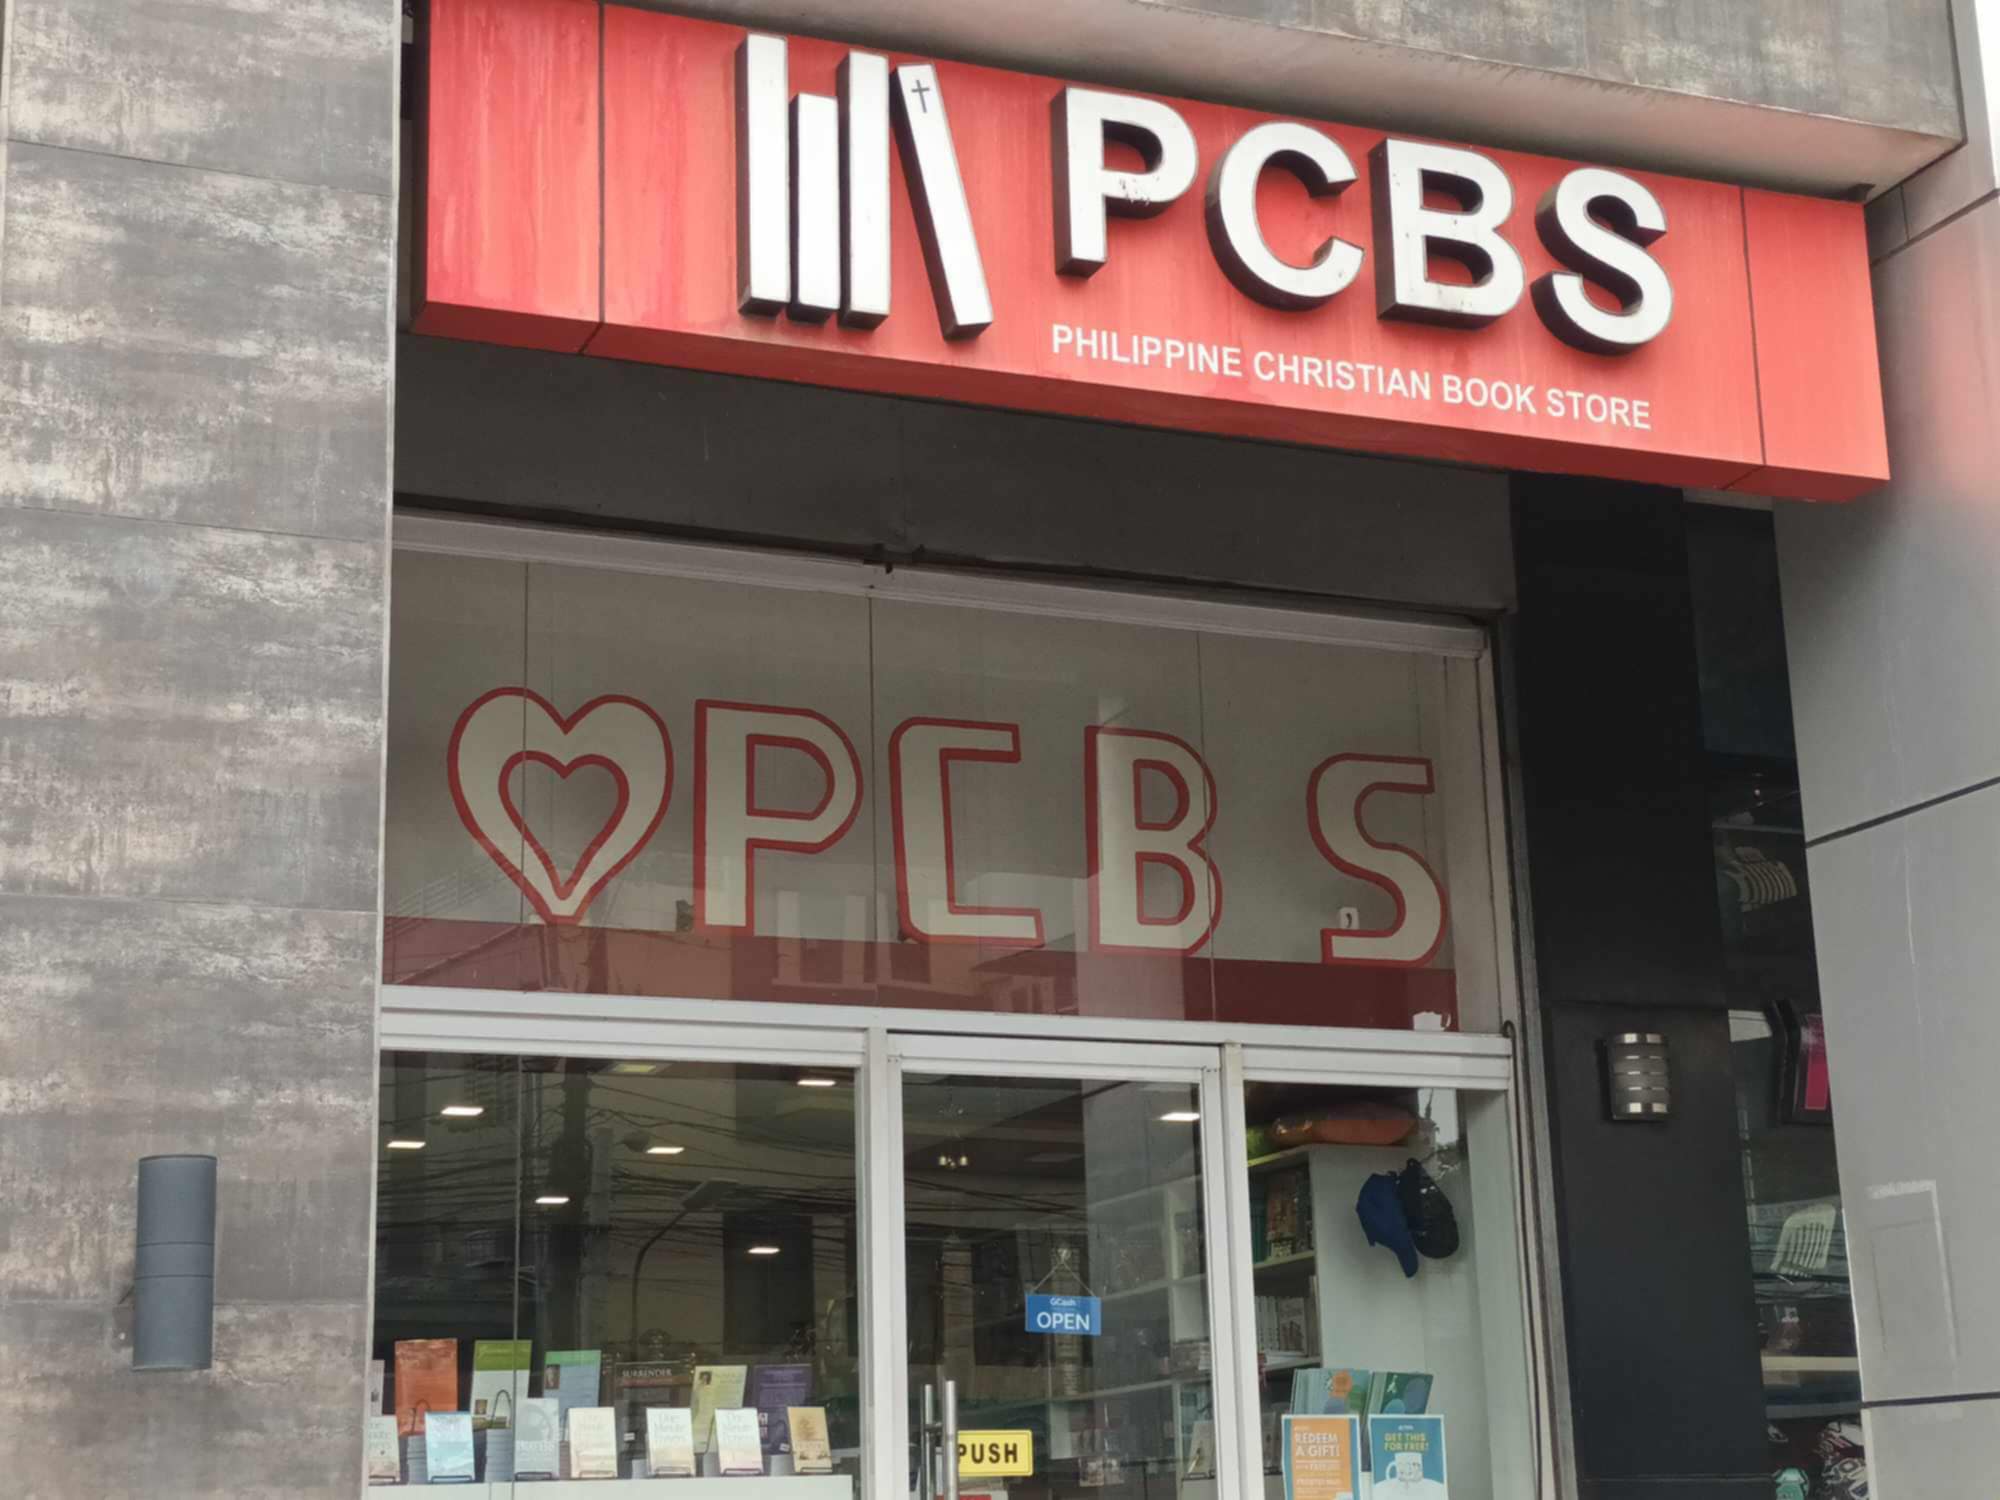 PCBS
PHILIPPINE CHRISTIAN BOOK STORE
PCBS
GCash
OPEN
SURRENDER
PUSH
REDEEM
A GIFT!
GET THIS
FOR FREE!